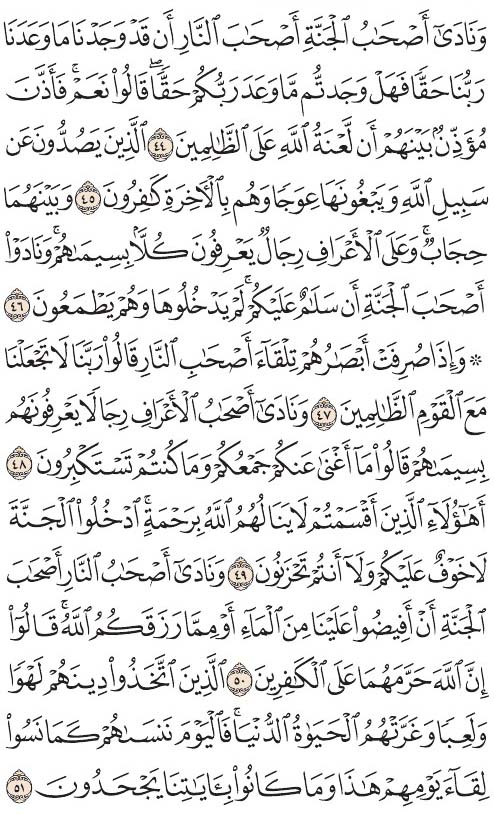 وَنَادَىٰٓ أَصْحَٰبُ ٱلْجَنَّةِ أَصْحَٰبَ ٱلنَّارِ أَن قَدْ وَجَدْنَا مَا وَعَدَنَا
رَبُّنَا حَقًّا فَهَلْ وَجَدتُّم مَّا وَعَدَ رَبُّكُمْ حَقًّا ۖ قَالُوا۟ نَعَمْ ۚ فَأَذَّنَ
مُؤَذِّنٌۢ بَيْنَهُمْ أَن لَّعْنَةُ ٱللَّهِ عَلَى ٱلظَّٰلِمِينَ ٤٤ ٱلَّذِينَ يَصُدُّونَ عَن
سَبِيلِ ٱللَّهِ وَيَبْغُونَهَا عِوَجًا وَهُم بِٱلْءَاخِرَةِ كَٰفِرُونَ ٤٥ وَبَيْنَهُمَا
حِجَابٌ ۚ وَعَلَى ٱلْأَعْرَافِ رِجَالٌ يَعْرِفُونَ كُلًّۢا بِسِيمَىٰهُمْ ۚ وَنَادَوْا۟
أَصْحَٰبَ ٱلْجَنَّةِ أَن سَلَٰمٌ عَلَيْكُمْ ۚ لَمْ يَدْخُلُوهَا وَهُمْ يَطْمَعُونَ ٤٦
۞ وَإِذَا صُرِفَتْ أَبْصَٰرُهُمْ تِلْقَآءَ أَصْحَٰبِ ٱلنَّارِ قَالُوا۟ رَبَّنَا لَا تَجْعَلْنَا
مَعَ ٱلْقَوْمِ ٱلظَّٰلِمِينَ ٤٧ وَنَادَىٰٓ أَصْحَٰبُ ٱلْأَعْرَافِ رِجَالًا يَعْرِفُونَهُم
بِسِيمَىٰهُمْ قَالُوا۟ مَآ أَغْنَىٰ عَنكُمْ جَمْعُكُمْ وَمَا كُنتُمْ تَسْتَكْبِرُونَ ٤٨
أَهَٰٓؤُلَآءِ ٱلَّذِينَ أَقْسَمْتُمْ لَا يَنَالُهُمُ ٱللَّهُ بِرَحْمَةٍ ۚ ٱدْخُلُوا۟ ٱلْجَنَّةَ
لَا خَوْفٌ عَلَيْكُمْ وَلَآ أَنتُمْ تَحْزَنُونَ ٤٩ وَنَادَىٰٓ أَصْحَٰبُ ٱلنَّارِ أَصْحَٰبَ
ٱلْجَنَّةِ أَنْ أَفِيضُوا۟ عَلَيْنَا مِنَ ٱلْمَآءِ أَوْ مِمَّا رَزَقَكُمُ ٱللَّهُ ۚ قَالُوٓا۟
إِنَّ ٱللَّهَ حَرَّمَهُمَا عَلَى ٱلْكَٰفِرِينَ ٥٠ ٱلَّذِينَ ٱتَّخَذُوا۟ دِينَهُمْ لَهْوًا
وَلَعِبًا وَغَرَّتْهُمُ ٱلْحَيَوٰةُ ٱلدُّنْيَا ۚ فَٱلْيَوْمَ نَنسَىٰهُمْ كَمَا نَسُوا۟
لِقَآءَ يَوْمِهِمْ هَٰذَا وَمَا كَانُوا۟ بِـَٔايَٰتِنَا يَجْحَدُونَ ٥١